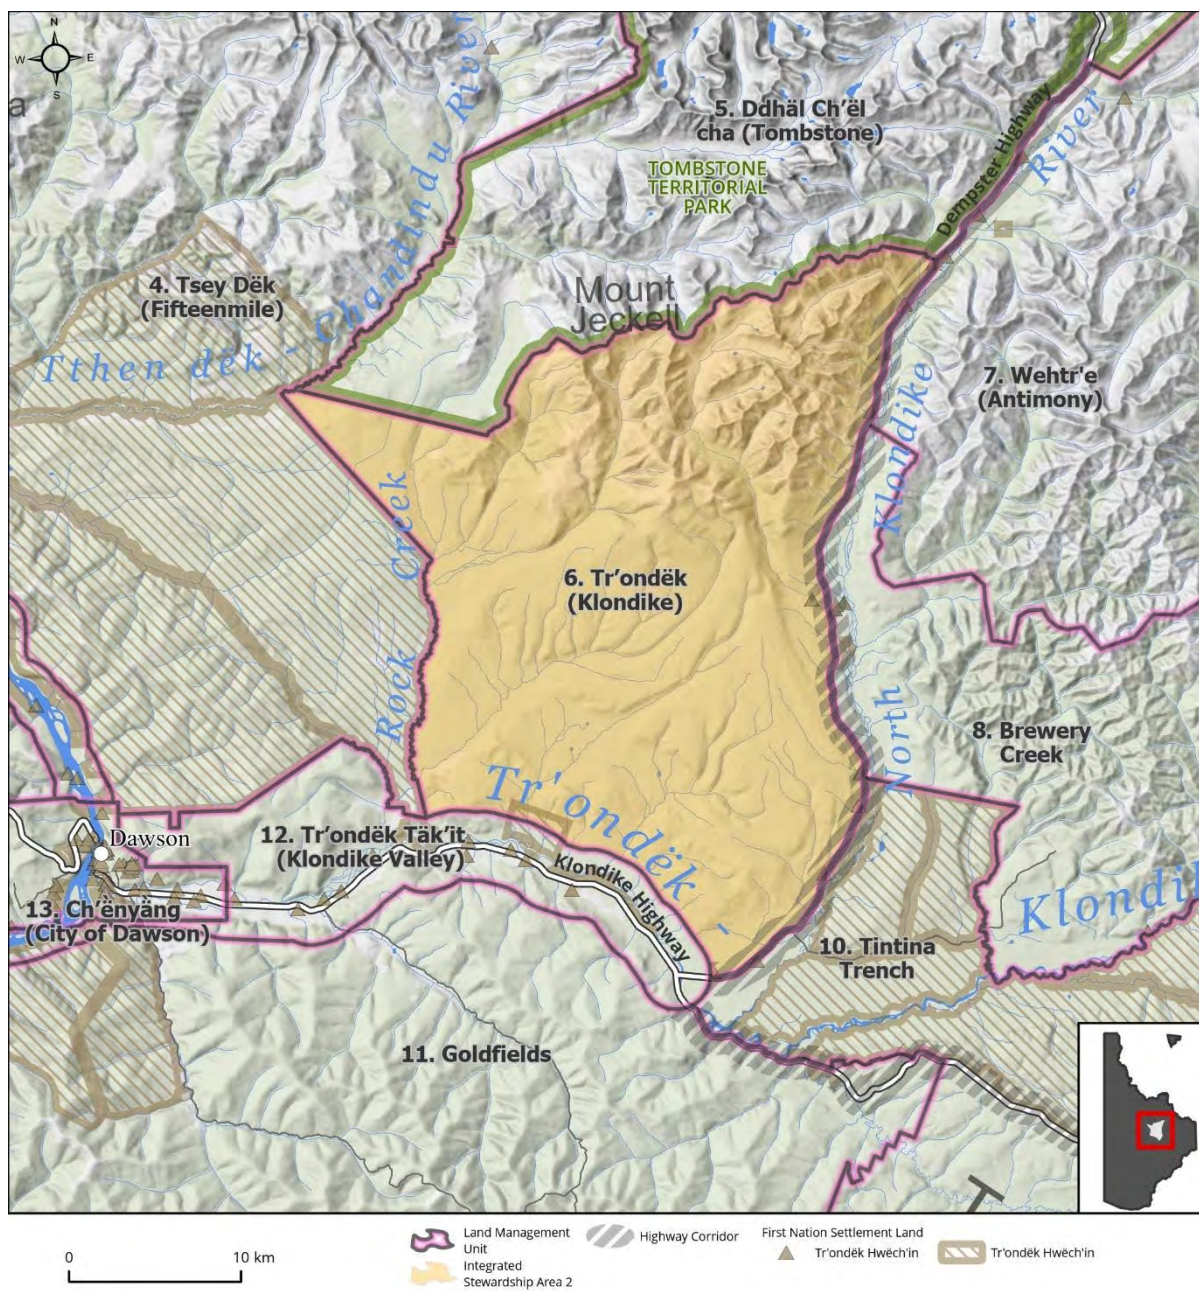 N
W
E
S
a
Tthen dëk - Chandindu River
5. Ddhäl Ch'ël
cha (Tombstone)
TOMBSTONE
TERRITORIAL
PARK
Dempster Highway
North Klondike River
4. Tsey Dëk
(Fifteenmile)
Mount
Jeckell
7. Wehtr'e
(Antimony)
Rock Creek
6. Tr'ondëk
(Klondike)
8. Brewery
Creek
Tr'ondëk - Klondi
Dawson
12. Tr'ondëk Täk'it
(Klondike Valley)
Klondike Highway
13. Ch'ënyäng
(City of Dawson)
10. Tintina
Trench
11. Goldfields
0
10 km
Land Management
Unit
Integrated
Stewardship Area 2
Highway Corridor
First Nation Settlement Land
Tr'ondëk Hwëch'in
Tr'ondëk Hwëch'in